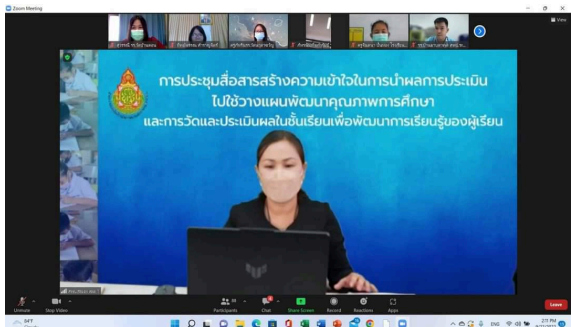 Zoom Meeting
View
การประชุมสื่อสารสร้างความเข้าใจในการนำผลการประเมิน
ไปใช้วางแผนพัฒนาคุณภาพการศึกษา
และการวัดและประเมินผลในชั้นเรียนเพื่อพัฒนาการเรียนรู้ของผู้เรียน
Unmute
Stop Video
Participants
Chat
Share Screen
Record
Reactions
Apps
Leave
84°F
ENG
2:11 PM